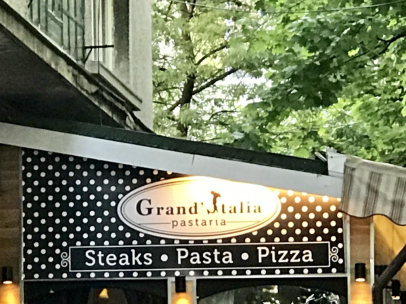 Grand'Italia
pastaria
Steaks • Pasta • Pizza